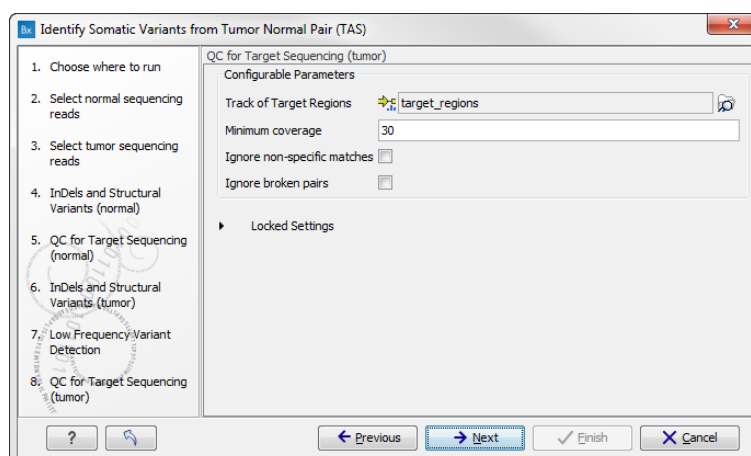 Bx Identify Somatic Variants from Tumor Normal Pair (TAS)
1. Choose where to run
2. Select normal sequencing
reads
3. Select tumor sequencing
reads
4. InDels and Structural
Variants (normal)
5. QC for Target Sequencing
(normal)
6. InDels and Structural
Variants (tumor)
7. Low Frequency Variant
Detection
8. QC for Target Sequencing
(tumor)
QC for Target Sequencing (tumor)
Configurable Parameters
Track of Target Regions target_regions
Minimum coverage 30
Ignore non-specific matches
Ignore broken pairs
Locked Settings
? Previous Next Finish Cancel